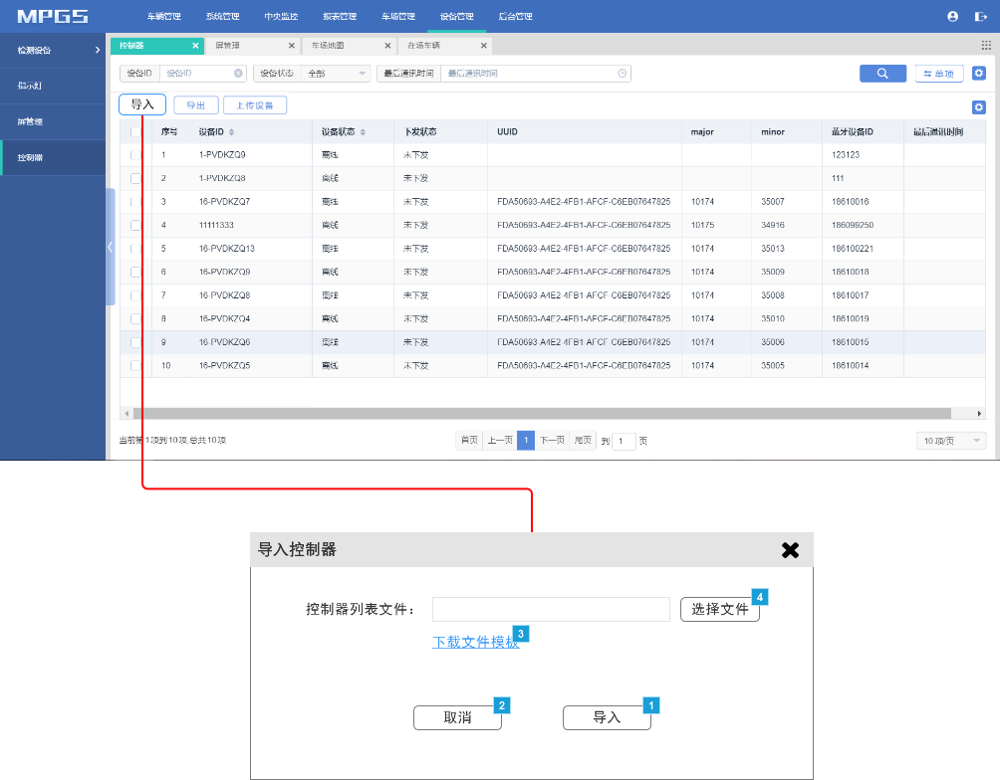 MPGS 车辆管理 系统管理 中央监控 报表管理 车场管理 设备管理 后台管理
检测设备
指示灯
屏管理
控制器
控制器 屏管理 车场地图 在场车辆
设备ID 设备ID 设备状态 全部 最后通讯时间 最后通讯时间 单项
导入 导出 上传设备
序号 设备ID 设备状态 下发状态 UUID major minor 蓝牙设备ID 最后通讯时间
1 1-PVDKZQ9 离线 未下发 123123
2 1-PVDKZQ8 离线 未下发 111
3 16-PVDKZQ7 离线 未下发 FDA50693-A4E2-4FB1-AFCF-C6EB07647825 10174 35007 18610016
4 11111333 离线 未下发 FDA50693-A4E2-4FB1-AFCF-C6EB07647825 10175 34916 186099250
5 16-PVDKZQ13 离线 未下发 FDA50693-A4E2-4FB1-AFCF-C6EB07647825 10174 35013 186100221
6 16-PVDKZQ9 离线 未下发 FDA50693-A4E2-4FB1-AFCF-C6EB07647825 10174 35009 18610018
7 16-PVDKZQ8 离线 未下发 FDA50693-A4E2-4FB1-AFCF-C6EB07647825 10174 35008 18610017
8 16-PVDKZQ4 离线 未下发 FDA50693-A4E2-4FB1-AFCF-C6EB07647825 10174 35010 18610019
9 16-PVDKZQ6 离线 未下发 FDA50693-A4E2-4FB1-AFCF-C6EB07647825 10174 35006 18610015
10 16-PVDKZQ5 离线 未下发 FDA50693-A4E2-4FB1-AFCF-C6EB07647825 10174 35005 18610014
当前第1项到10项,总共10项 首页 上一页 1 下一页 尾页 到 1 页 10 项/页
导入控制器
控制器列表文件： 选择文件 4
下载文件模板 3
取消 2 导入 1